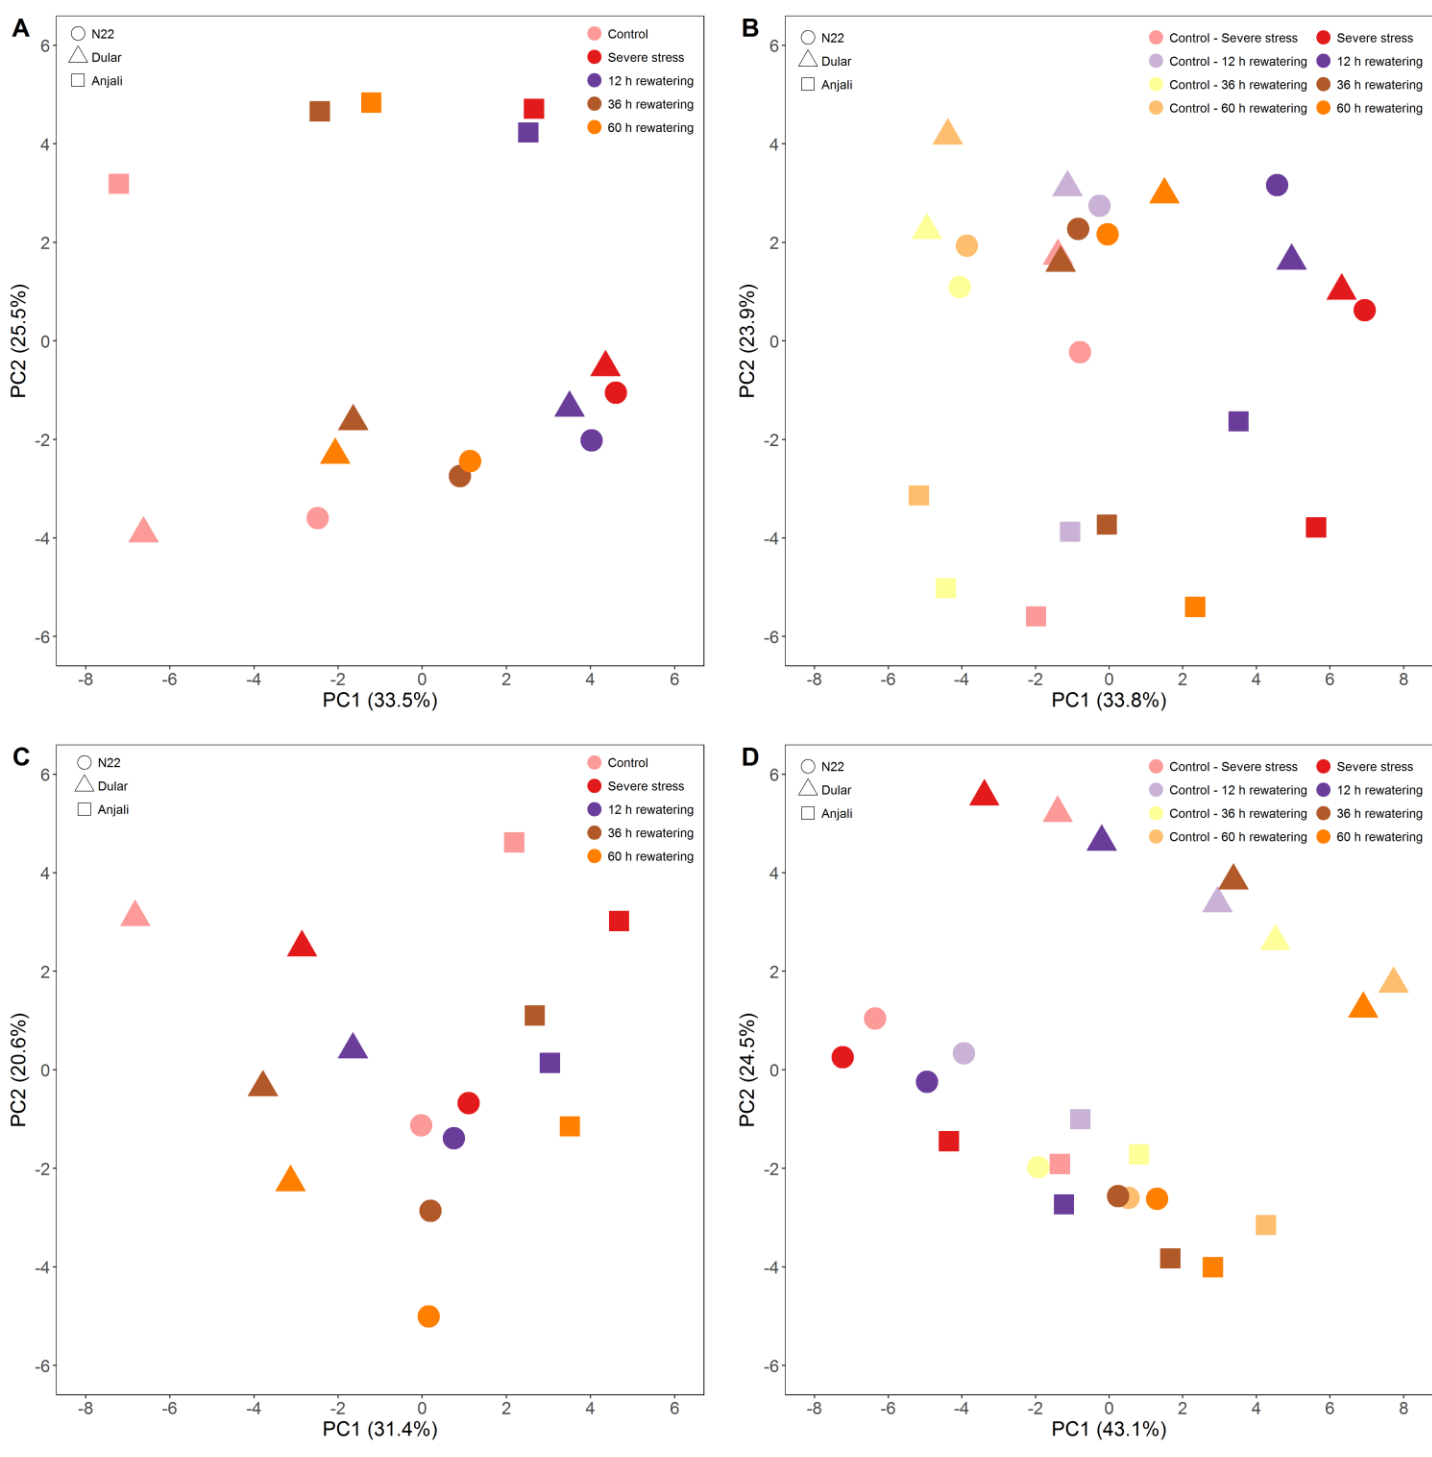 A
N22
Dular
Anjali
Control
Severe stress
12 h rewatering
36 h rewatering
60 h rewatering
6
4
2
0
-2
-4
-6
PC2 (25.5%)
-8 -6 -4 -2 0 2 4 6
PC1 (33.5%)
B
N22
Dular
Anjali
Control - Severe stress
Control - 12 h rewatering
Control - 36 h rewatering
Control - 60 h rewatering
Severe stress
12 h rewatering
36 h rewatering
60 h rewatering
6
4
2
0
-2
-4
-6
PC2 (23.9%)
-8 -6 -4 -2 0 2 4 6 8
PC1 (33.8%)
C
N22
Dular
Anjali
Control
Severe stress
12 h rewatering
36 h rewatering
60 h rewatering
6
4
2
0
-2
-4
-6
PC2 (20.6%)
-8 -6 -4 -2 0 2 4 6
PC1 (31.4%)
D
N22
Dular
Anjali
Control - Severe stress
Control - 12 h rewatering
Control - 36 h rewatering
Control - 60 h rewatering
Severe stress
12 h rewatering
36 h rewatering
60 h rewatering
6
4
2
0
-2
-4
-6
PC2 (24.5%)
-8 -6 -4 -2 0 2 4 6 8
PC1 (43.1%)